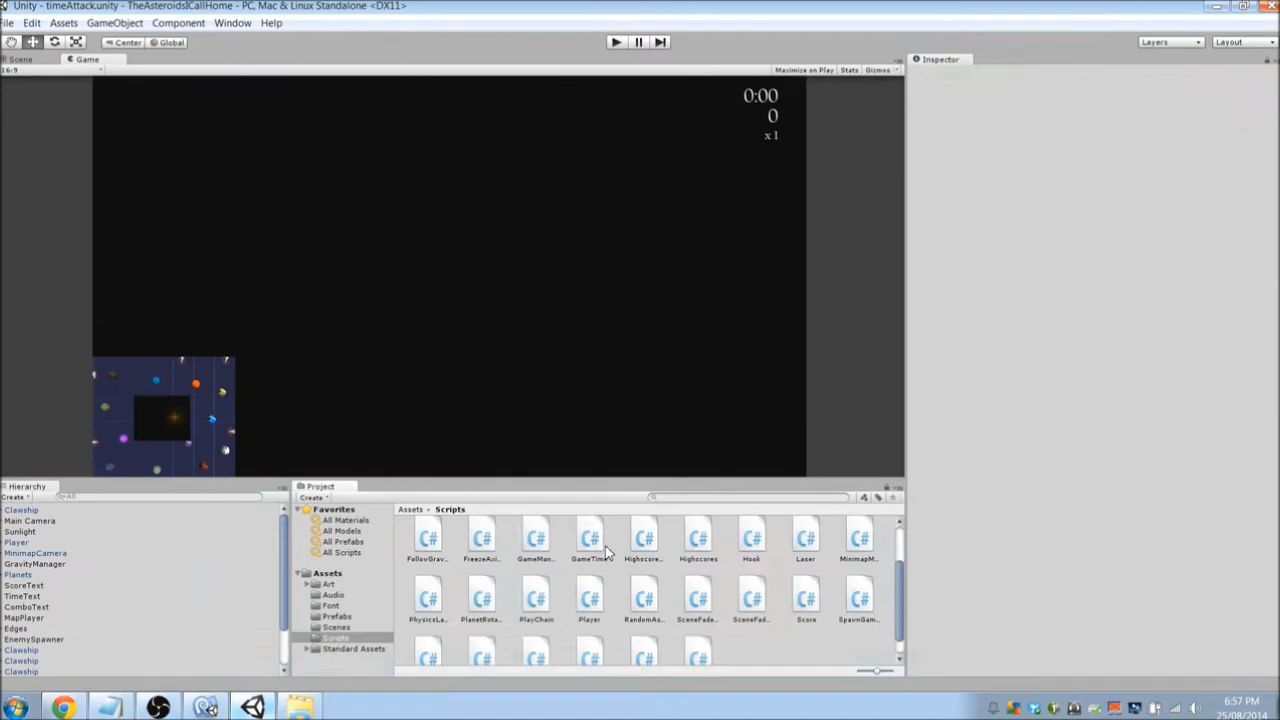 Unity - timeAttack.unity - TheAsteroidsICallHome - PC, Mac & Linux Standalone <DX11>
File Edit Assets GameObject Component Window Help
Center Global Layers Layout
Scene Game Inspector
16:9 Maximize on Play Stats Gizmos
0:00
0
x1
Hierarchy
Create All
Clawship
Main Camera
Sunlight
Player
MinimapCamera
GravityManager
Planets
ScoreText
TimeText
ComboText
MapPlayer
Edges
EnemySpawner
Clawship
Clawship
Clawship
Project
Create
Favorites
All Materials
All Models
All Prefabs
All Scripts
Assets
Art
Audio
Font
Prefabs
Scenes
Scripts
Standard Assets
Assets Scripts
C# C# C# C# C# C# C# C# C#
FollowGrav... FreezeAxi... GameMan... GameTime Highscore... Highscores Hook Laser MinimapM...
C# C# C# C# C# C# C# C# C#
PhysicsLa... PlanetRota... PlayChain Player RandomAs... SceneFade... SceneFad... Score SpawnGam...
C# C# C# C# C# C#
6:57 PM
25/08/2014